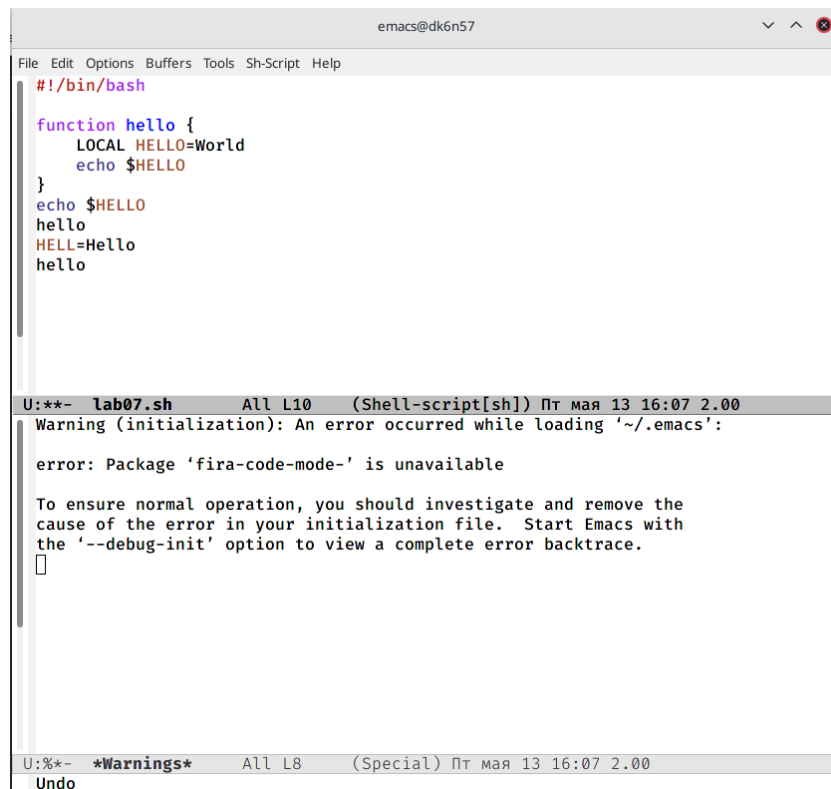 emacs@dk6n57
File Edit Options Buffers Tools Sh-Script Help
#!/bin/bash
function hello {
    LOCAL HELLO=World
    echo $HELLO
}
echo $HELLO
hello
HELL=Hello
hello
U:**-  lab07.sh       All L10    (Shell-script[sh]) Пт мая 13 16:07 2.00
Warning (initialization): An error occurred while loading ‘~/.emacs’:
error: Package ‘fira-code-mode-’ is unavailable
To ensure normal operation, you should investigate and remove the
cause of the error in your initialization file.  Start Emacs with
the ‘--debug-init’ option to view a complete error backtrace.
U:%*-  *Warnings*     All L8     (Special) Пт мая 13 16:07 2.00
Undo